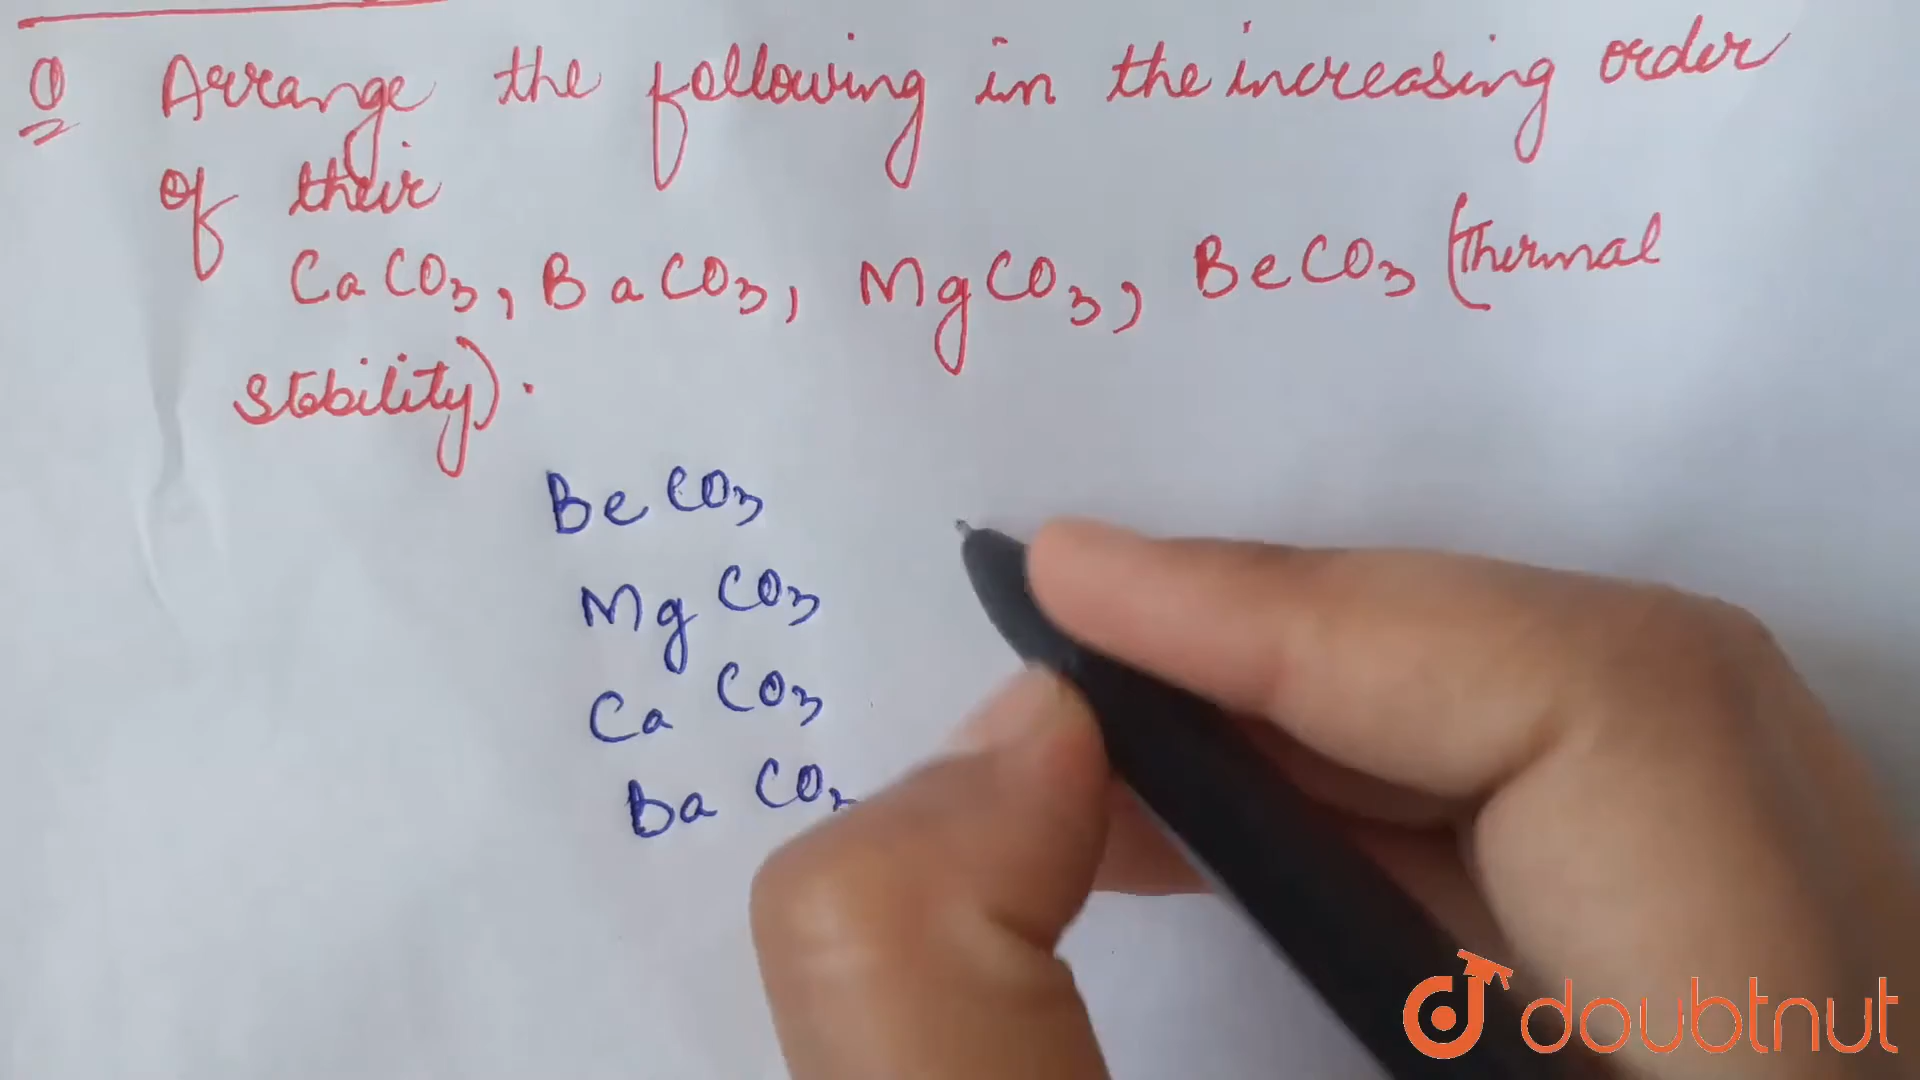 Q Arrange the following in the increasing order
of their
CaCO3, BaCO3, MgCO3, BeCO3 (Thermal
stability).
BeCO3
MgCO3
CaCO3
BaCO3
doubtnut